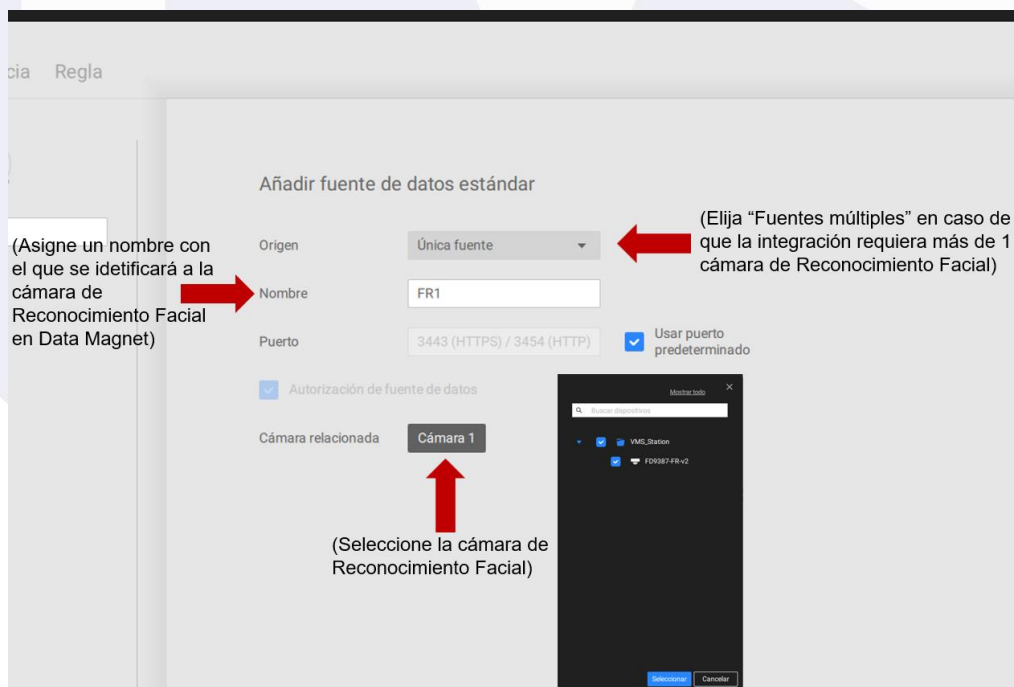 cia Regla
Añadir fuente de datos estándar
(Elija “Fuentes múltiples” en caso de
que la integración requiera más de 1
cámara de Reconocimiento Facial)
Origen
Única fuente
(Asigne un nombre con
el que se idetificará a la
cámara de
Reconocimiento Facial
en Data Magnet)
Nombre
FR1
Puerto
3443 (HTTPS) / 3454 (HTTP)
Usar puerto
predeterminado
Autorización de fuente de datos
Cámara relacionada
Cámara 1
(Seleccione la cámara de
Reconocimiento Facial)
Mostrar todo
Buscar dispositivos
VMS_Station
FD9387-FR-v2
Seleccionar Cancelar